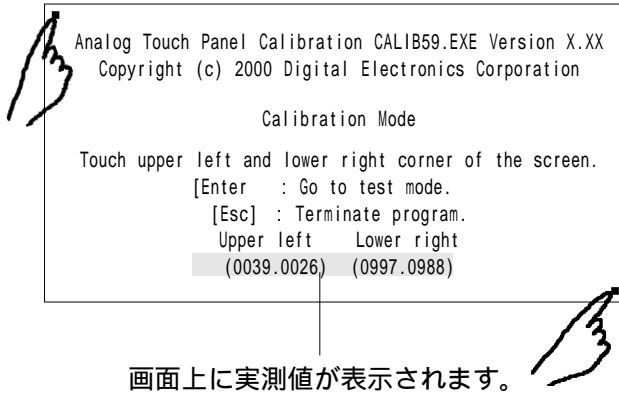 Analog Touch Panel Calibration CALIB59.EXE Version X.XX
Copyright (c) 2000 Digital Electronics Corporation
Calibration Mode
Touch upper left and lower right corner of the screen.
[Enter : Go to test mode.
[Esc] : Terminate program.
Upper left Lower right
(0039.0026) (0997.0988)
画面上に実測値が表示されます。